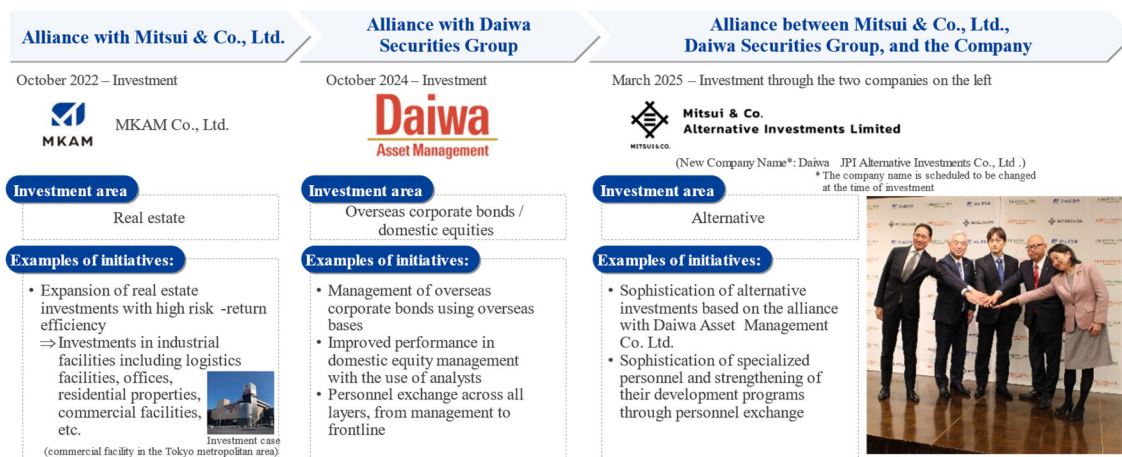 Alliance with Mitsui & Co., Ltd.
October 2022 – Investment
MKAM
MKAM Co., Ltd.
Investment area
Real estate
Examples of initiatives:
• Expansion of real estate
investments with high risk -return
efficiency
⇒Investments in industrial
facilities including logistics
facilities, offices,
residential properties,
commercial facilities,
etc.
Investment case
(commercial facility in the Tokyo metropolitan area)
Alliance with Daiwa
Securities Group
October 2024 – Investment
Daiwa
Asset Management
Investment area
Overseas corporate bonds /
domestic equities
Examples of initiatives:
• Management of overseas
corporate bonds using overseas
bases
• Improved performance in
domestic equity management
with the use of analysts
• Personnel exchange across all
layers, from management to
frontline
Alliance between Mitsui & Co., Ltd.,
Daiwa Securities Group, and the Company
March 2025 – Investment through the two companies on the left
MITSUI & CO.
Mitsui & Co.
Alternative Investments Limited
(New Company Name*: Daiwa JPI Alternative Investments Co., Ltd .)
* The company name is scheduled to be changed
at the time of investment
Investment area
Alternative
Examples of initiatives:
• Sophistication of alternative
investments based on the alliance
with Daiwa Asset Management
Co. Ltd.
• Sophistication of specialized
personnel and strengthening of
their development programs
through personnel exchange